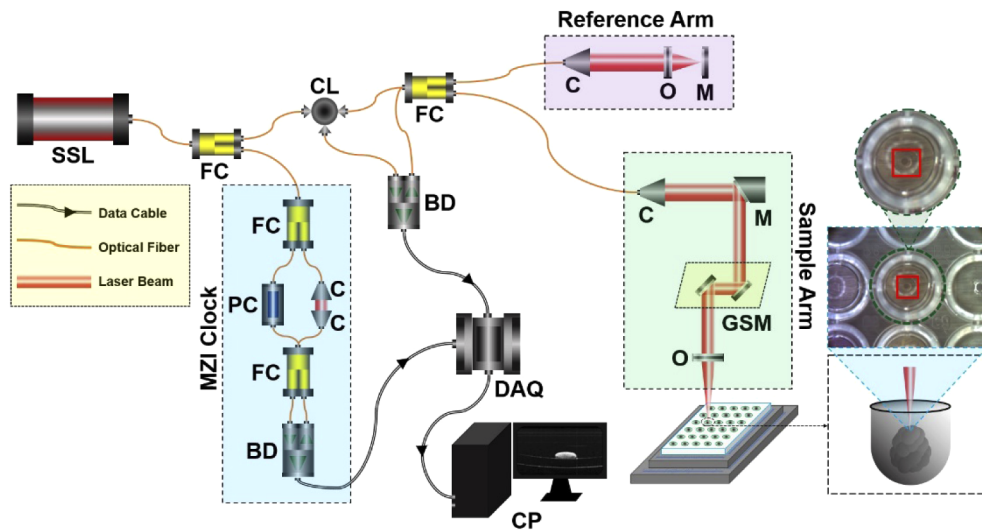 Reference Arm
C
O
M
CL
FC
SSL
FC
BD
C
M
GSM
O
Sample Arm
Data Cable
Optical Fiber
Laser Beam
FC
PC
C
C
FC
BD
MZI Clock
DAQ
CP